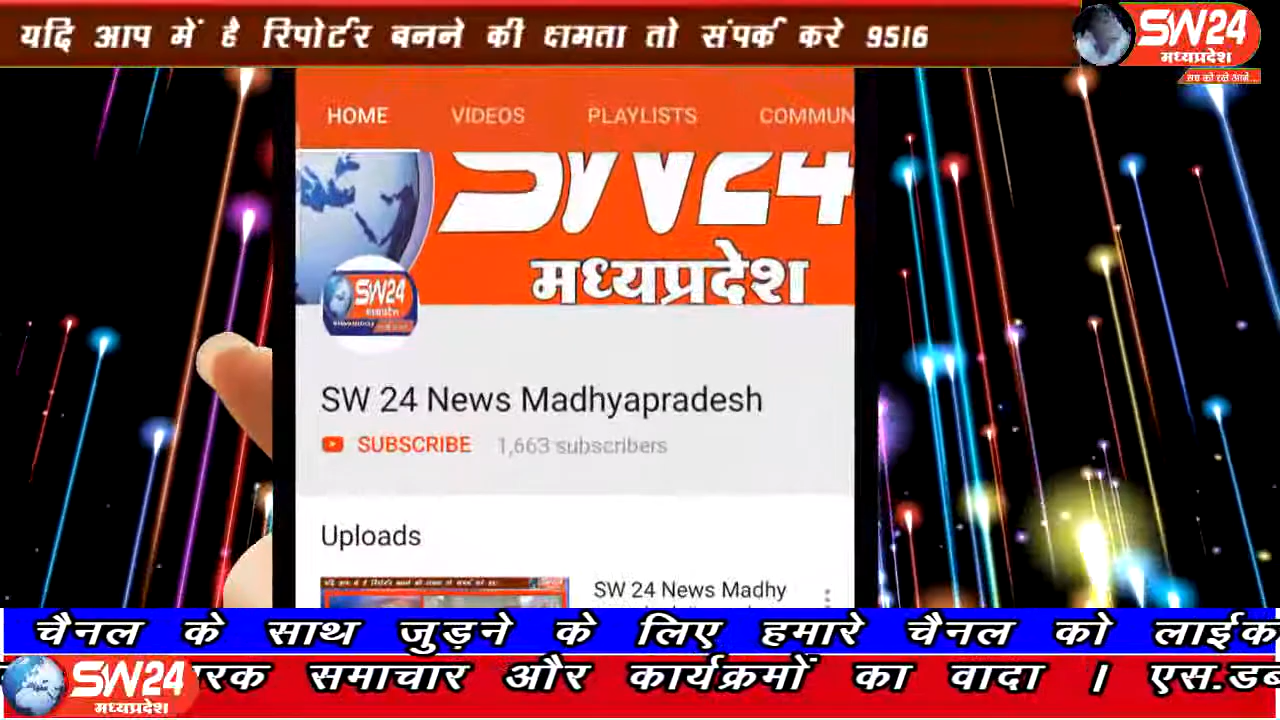 यदि आप में है रिपोर्टर बनने की क्षमता तो संपर्क करे 9516
SW24
मध्यप्रदेश
HOME VIDEOS PLAYLISTS COMMUN
SW24
मध्यप्रदेश
SW24
SW 24 News Madhyapradesh
SUBSCRIBE 1,663 subscribers
Uploads
SW 24 News Madhy
चैनल के साथ जुड़ने के लिए हमारे चैनल को लाईक
रक समाचार और कार्यक्रमों का वादा । एस.डब
SW24
मध्यप्रदेश